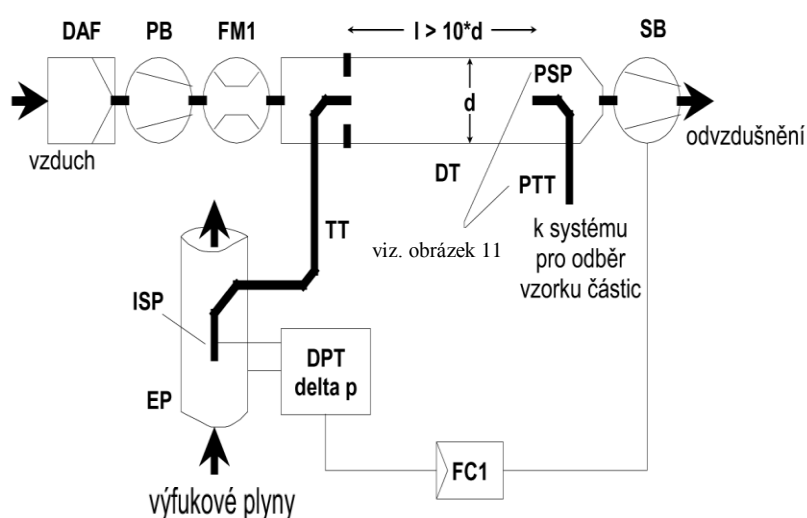 DAF PB FM1 l > 10*d SB
vzduch
d
PSP
odvzdušnění
DT
PTT
TT
viz. obrázek 11
k systému
pro odběr
vzorku částic
ISP
DPT
delta p
EP
FC1
výfukové plyny